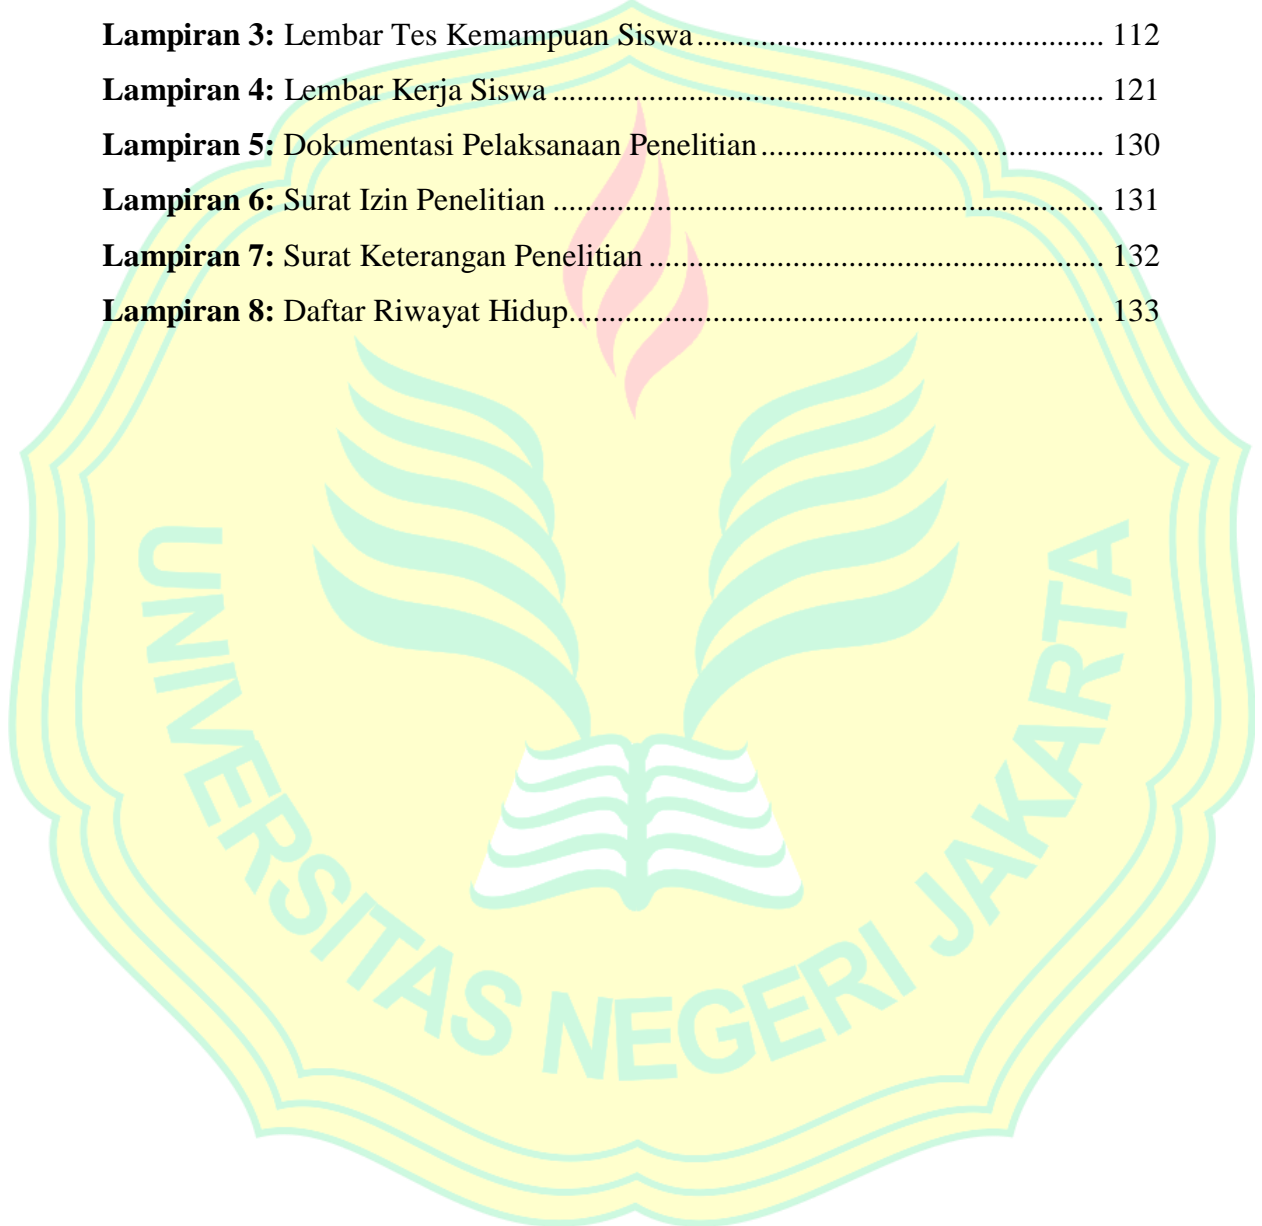 Lampiran 3: Lembar Tes Kemampuan Siswa.................................................... 112
Lampiran 4: Lembar Kerja Siswa...................................................................... 121
Lampiran 5: Dokumentasi Pelaksanaan Penelitian........................................... 130
Lampiran 6: Surat Izin Penelitian...................................................................... 131
Lampiran 7: Surat Keterangan Penelitian......................................................... 132
Lampiran 8: Daftar Riwayat Hidup.................................................................... 133
UNIVERSITAS NEGERI JAKARTA